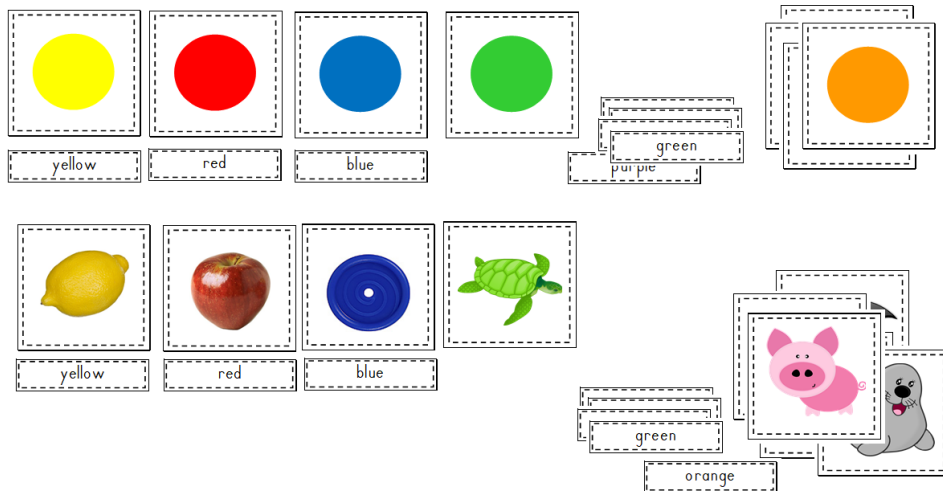 yellow
red
blue
green
purple
yellow
red
blue
green
orange